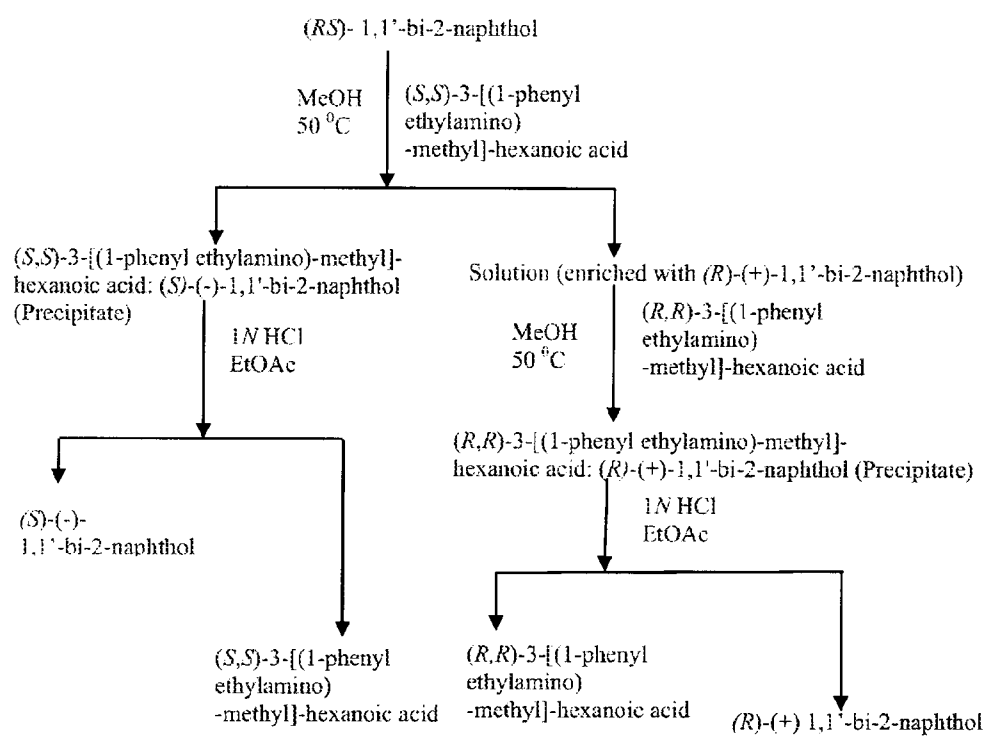 (RS)- 1,1'-bi-2-naphthol
MeOH
50 °C
(S,S)-3-[(1-phenyl
ethylamino)
-methyl]-hexanoic acid
(S,S)-3-[(1-phenyl ethylamino)-methyl]-
hexanoic acid: (S)-(-)-1,1'-bi-2-naphthol
(Precipitate)
Solution (enriched with (R)-(+)-1,1'-bi-2-naphthol)
1N HCl
EtOAc
MeOH
50 °C
(R,R)-3-[(1-phenyl
ethylamino)
-methyl]-hexanoic acid
(R,R)-3-[(1-phenyl ethylamino)-methyl]-
hexanoic acid: (R)-(+)-1,1'-bi-2-naphthol (Precipitate)
1N HCl
EtOAc
(S)-(-)-
1,1'-bi-2-naphthol
(S,S)-3-[(1-phenyl
ethylamino)
-methyl]-hexanoic acid
(R,R)-3-[(1-phenyl
ethylamino)
-methyl]-hexanoic acid
(R)-(+) 1,1'-bi-2-naphthol